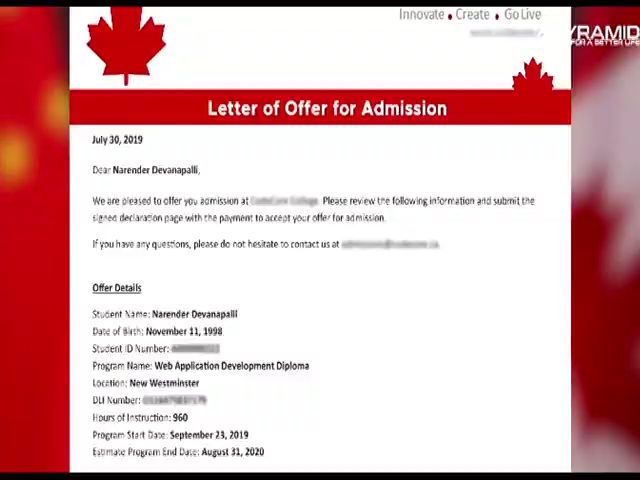 Innovate • Create • Go Live
YRAMID
FOR A BETTER LIFE
Letter of Offer for Admission
July 30, 2019
Dear Narender Devanapalli,
We are pleased to offer you admission at Please review the following information and submit the
signed declaration page with the payment to accept your offer for admission.
If you have any questions, please do not hesitate to contact us at
Offer Details
Student Name: Narender Devanapalli
Date of Birth: November 11, 1998
Student ID Number:
Program Name: Web Application Development Diploma
Location: New Westminster
DLI Number:
Hours of Instruction: 960
Program Start Date: September 23, 2019
Estimate Program End Date: August 31, 2020